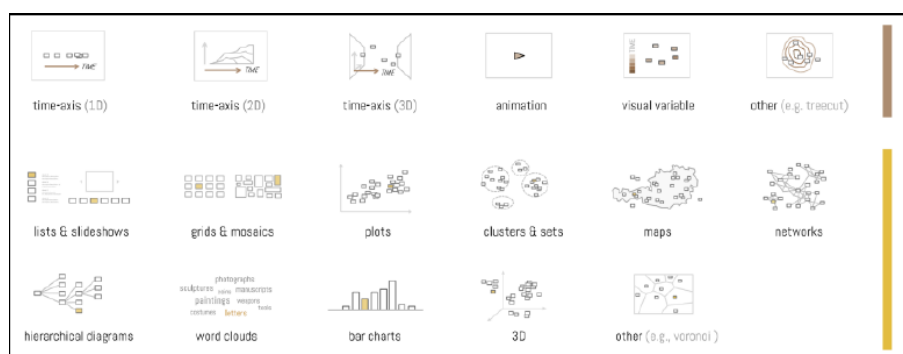 TIME
TIME
TIME
TIME
time-axis (1D)
time-axis (2D)
time-axis (3D)
animation
visual variable
other (e.g. treecut)
lists & slideshows
grids & mosaics
plots
clusters & sets
maps
networks
photographs
sculptures coins manuscripts
paintings weapons
tools
costumes letters
hierarchical diagrams
word clouds
bar charts
3D
other (e.g., voronoi )